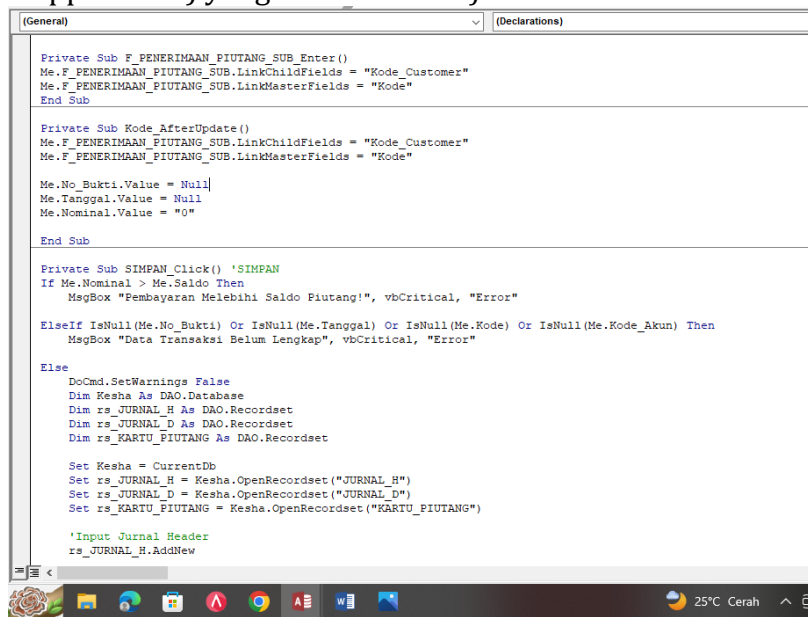 (General)
(Declarations)
Private Sub F_PENERIMAAN_PIUTANG_SUB_Enter()
Me.F_PENERIMAAN_PIUTANG_SUB.LinkChildFields = "Kode_Customer"
Me.F_PENERIMAAN_PIUTANG_SUB.LinkMasterFields = "Kode"
End Sub
Private Sub Kode_AfterUpdate()
Me.F_PENERIMAAN_PIUTANG_SUB.LinkChildFields = "Kode_Customer"
Me.F_PENERIMAAN_PIUTANG_SUB.LinkMasterFields = "Kode"
Me.No_Bukti.Value = Null
Me.Tanggal.Value = Null
Me.Nominal.Value = "0"
End Sub
Private Sub SIMPAN_Click() 'SIMPAN
If Me.Nominal > Me.Saldo Then
MsgBox "Pembayaran Melebihi Saldo Piutang!", vbCritical, "Error"
ElseIf IsNull(Me.No_Bukti) Or IsNull(Me.Tanggal) Or IsNull(Me.Kode) Or IsNull(Me.Kode_Akun) Then
MsgBox "Data Transaksi Belum Lengkap", vbCritical, "Error"
Else
DoCmd.SetWarnings False
Dim Kesha As DAO.Database
Dim rs_JURNAL_H As DAO.Recordset
Dim rs_JURNAL_D As DAO.Recordset
Dim rs_KARTU_PIUTANG As DAO.Recordset
Set Kesha = CurrentDb
Set rs_JURNAL_H = Kesha.OpenRecordset("JURNAL_H")
Set rs_JURNAL_D = Kesha.OpenRecordset("JURNAL_D")
Set rs_KARTU_PIUTANG = Kesha.OpenRecordset("KARTU_PIUTANG")
'Input Jurnal Header
rs_JURNAL_H.AddNew
25°C Cerah